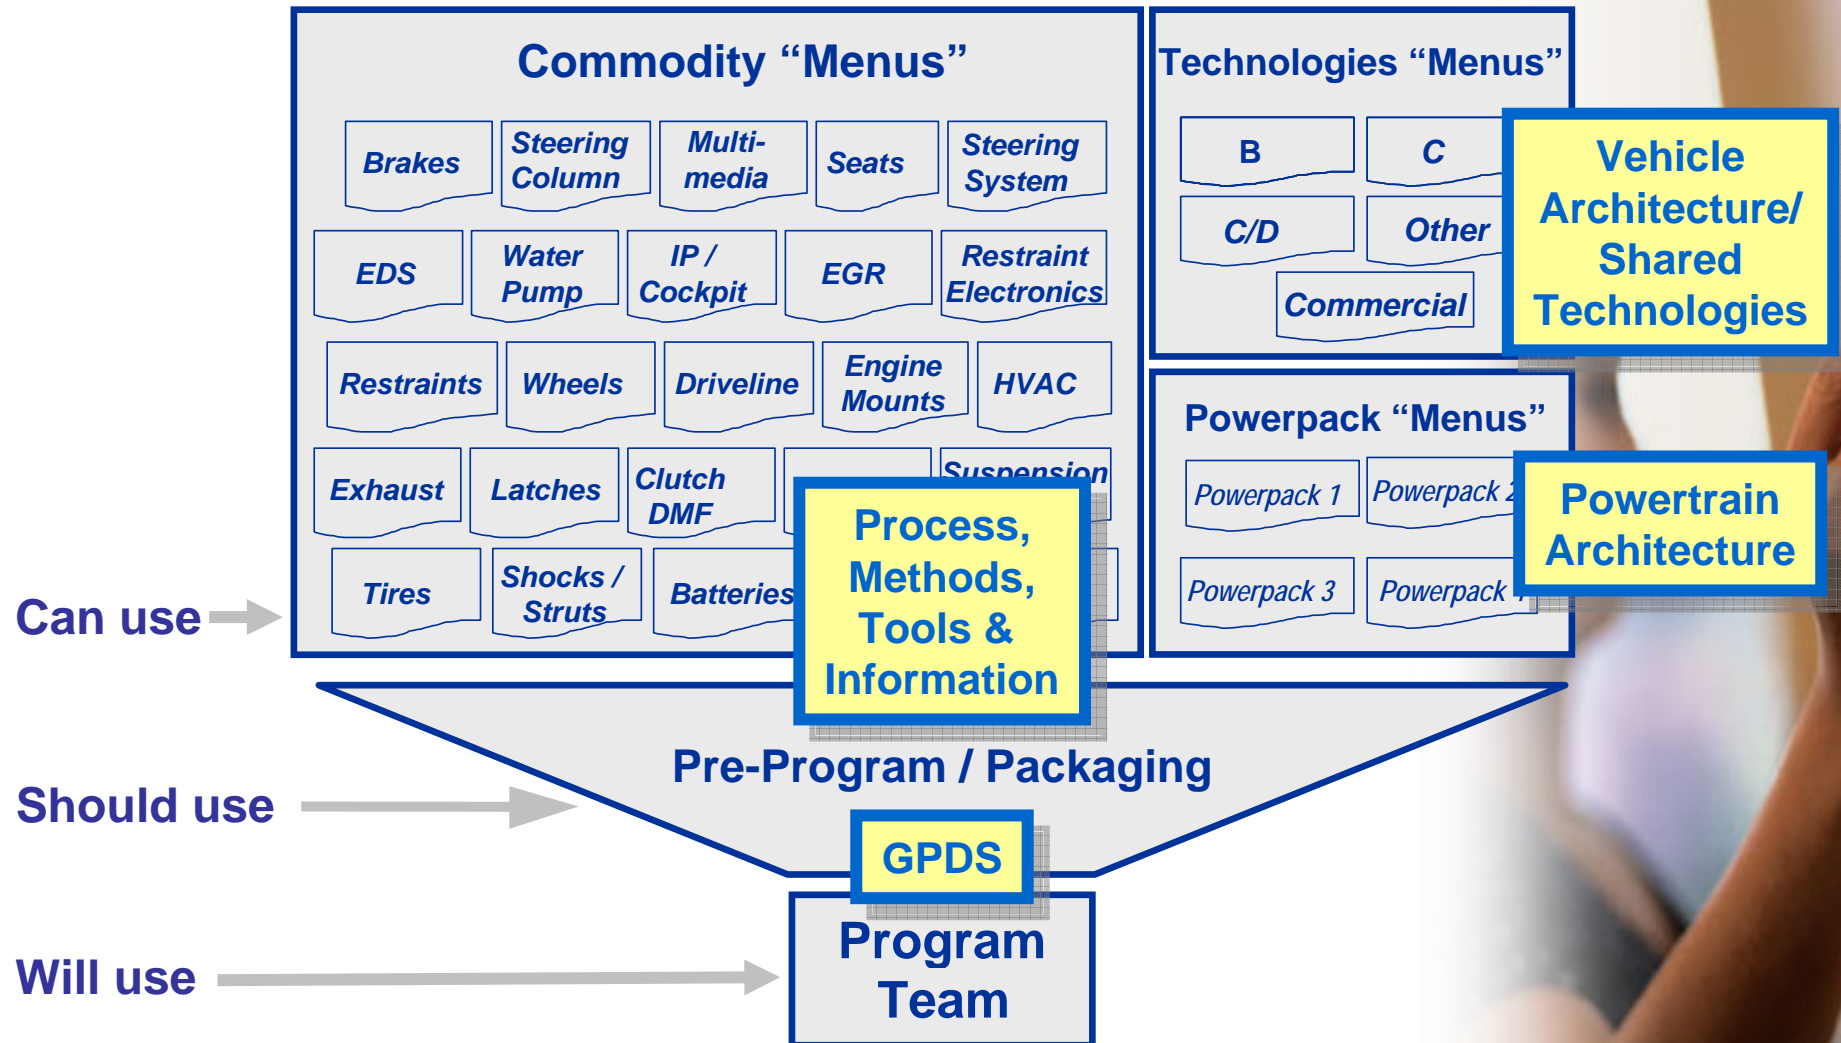 Commodity “Menus”
Brakes
Steering
Column
Multi-
media
Seats
Steering
System
EDS
Water
Pump
IP /
Cockpit
EGR
Restraint
Electronics
Restraints
Wheels
Driveline
Engine
Mounts
HVAC
Exhaust
Latches
Clutch
DMF
Suspension
Tires
Shocks /
Struts
Batteries
Process,
Methods,
Tools &
Information
Technologies “Menus”
B
C
C/D
Other
Commercial
Vehicle
Architecture/
Shared
Technologies
Powerpack “Menus”
Powerpack 1
Powerpack 2
Powerpack 3
Powerpack
Powertrain
Architecture
Can use
Pre-Program / Packaging
Should use
GPDS
Program
Team
Will use